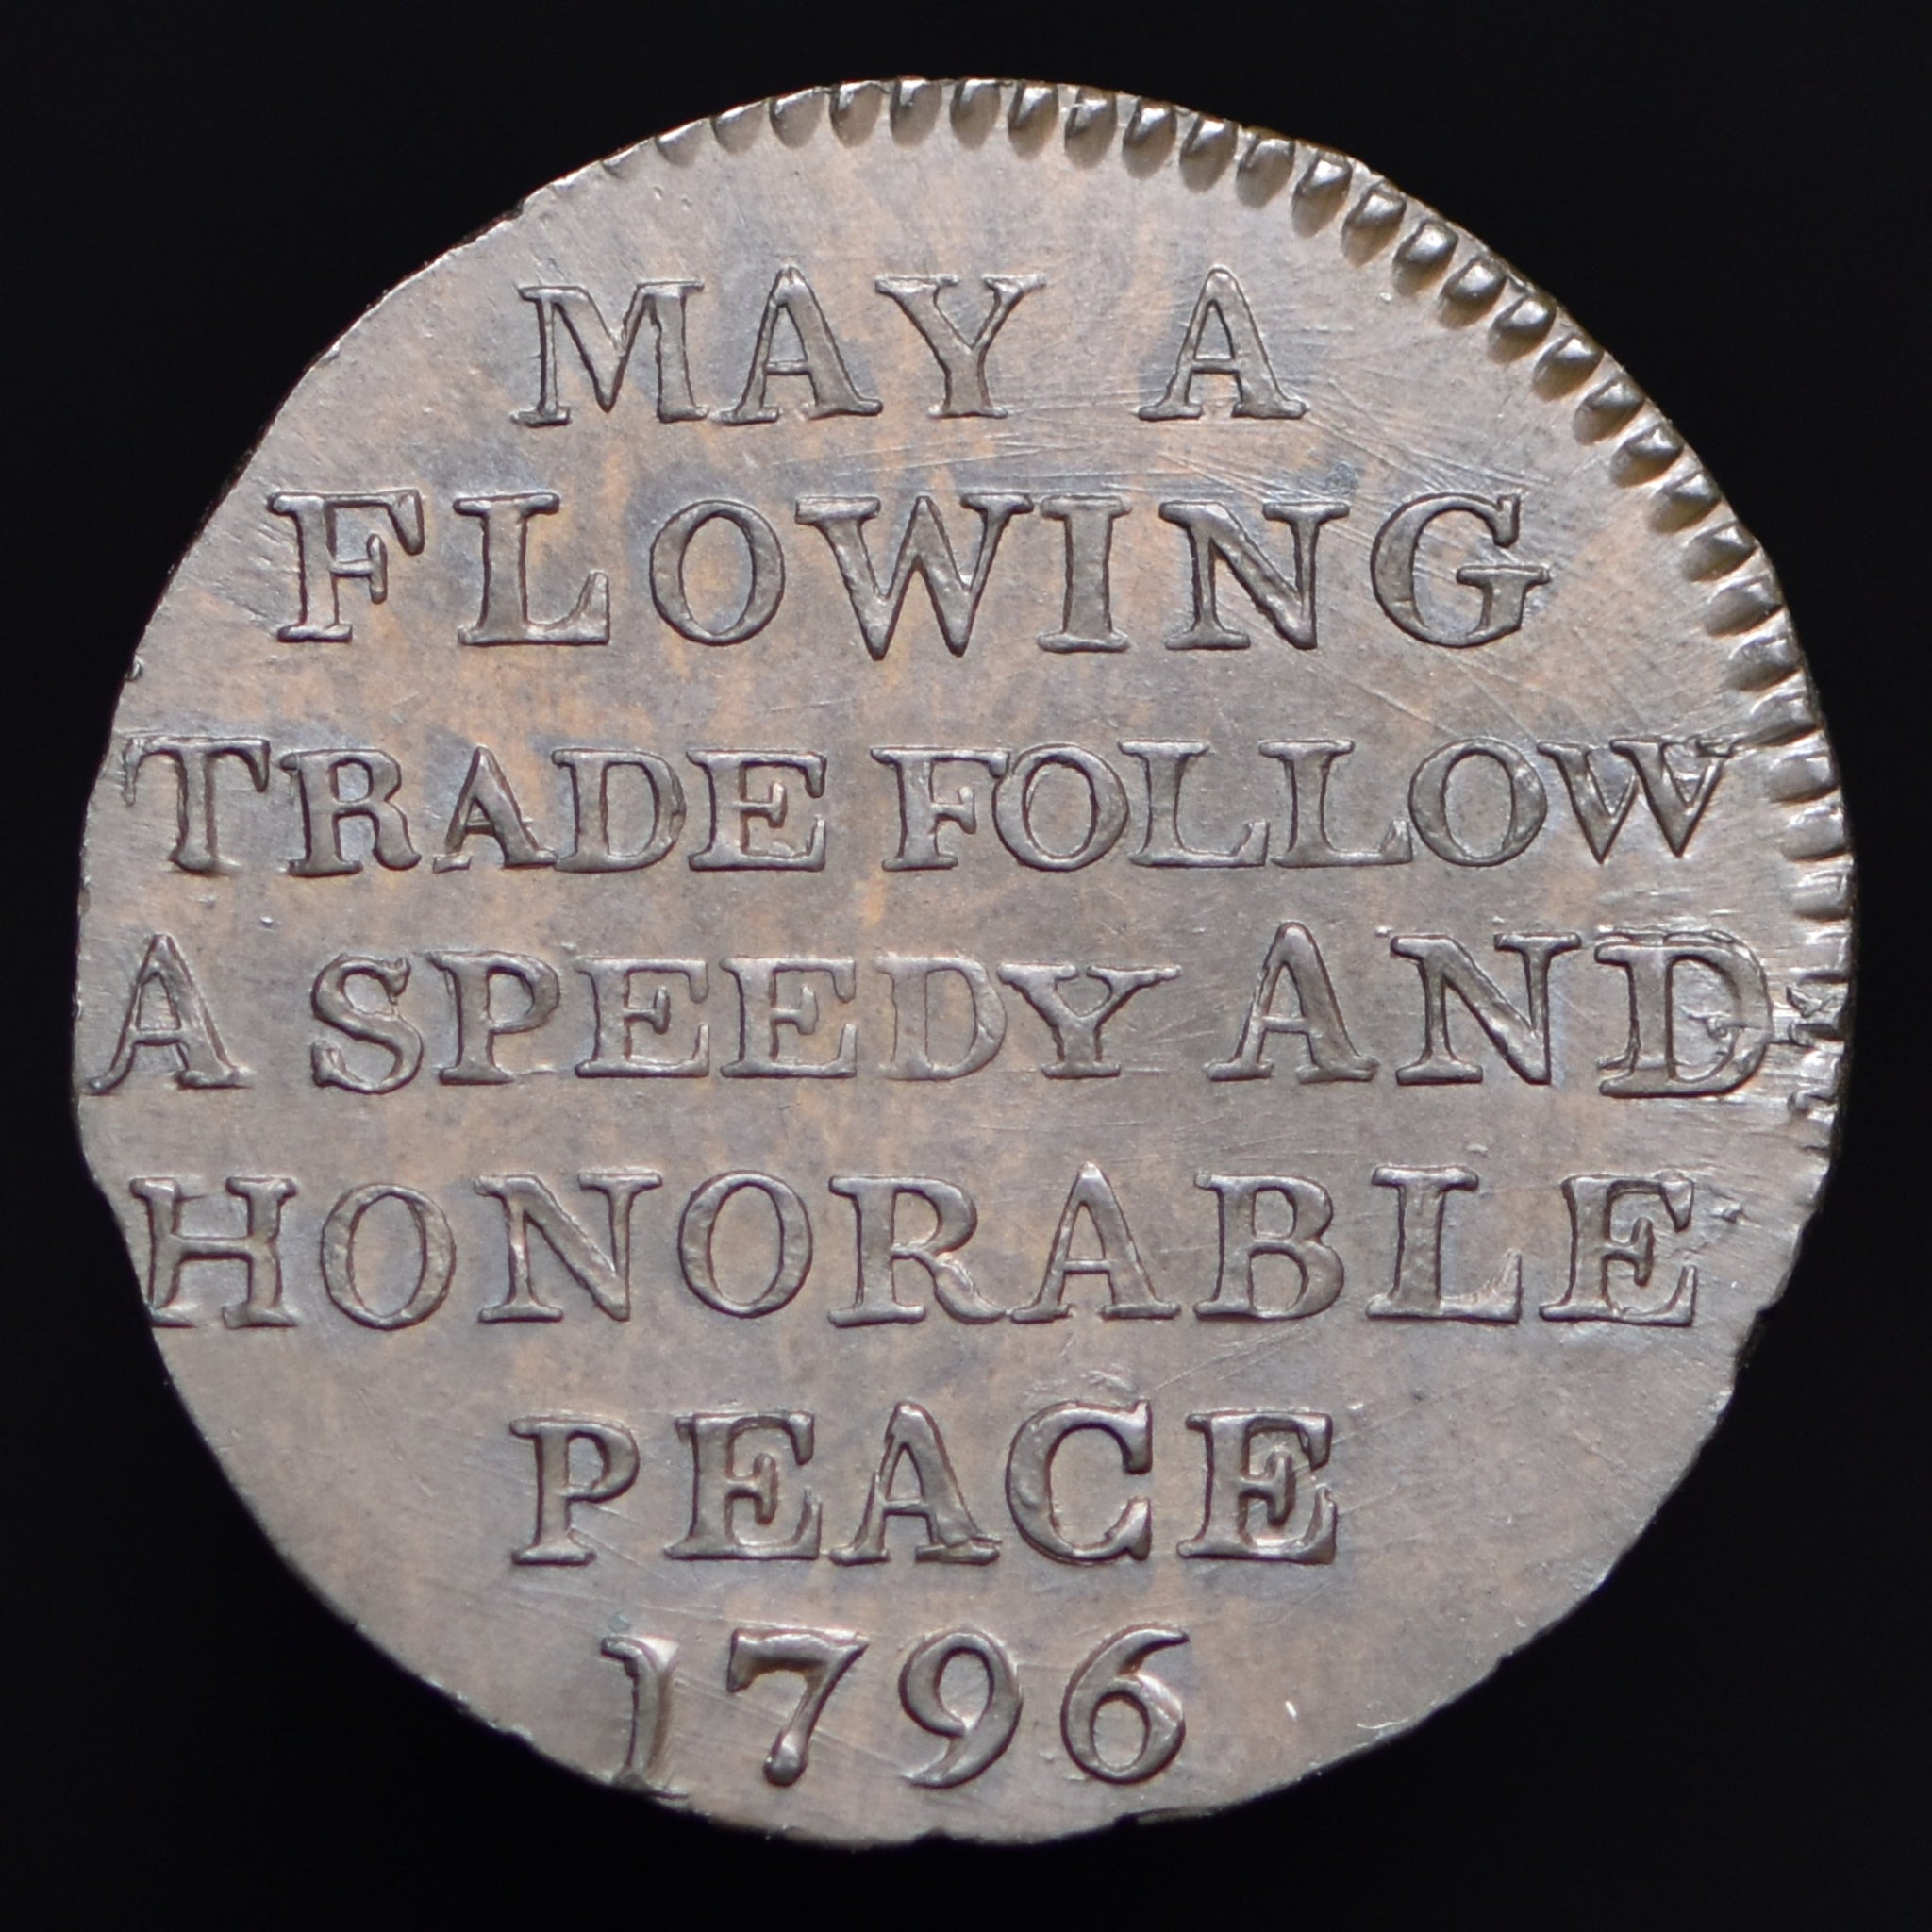 MAY A
FLOWING
TRADE FOLLOW
A SPEEDY AND
HONORABLE
PEACE
1796